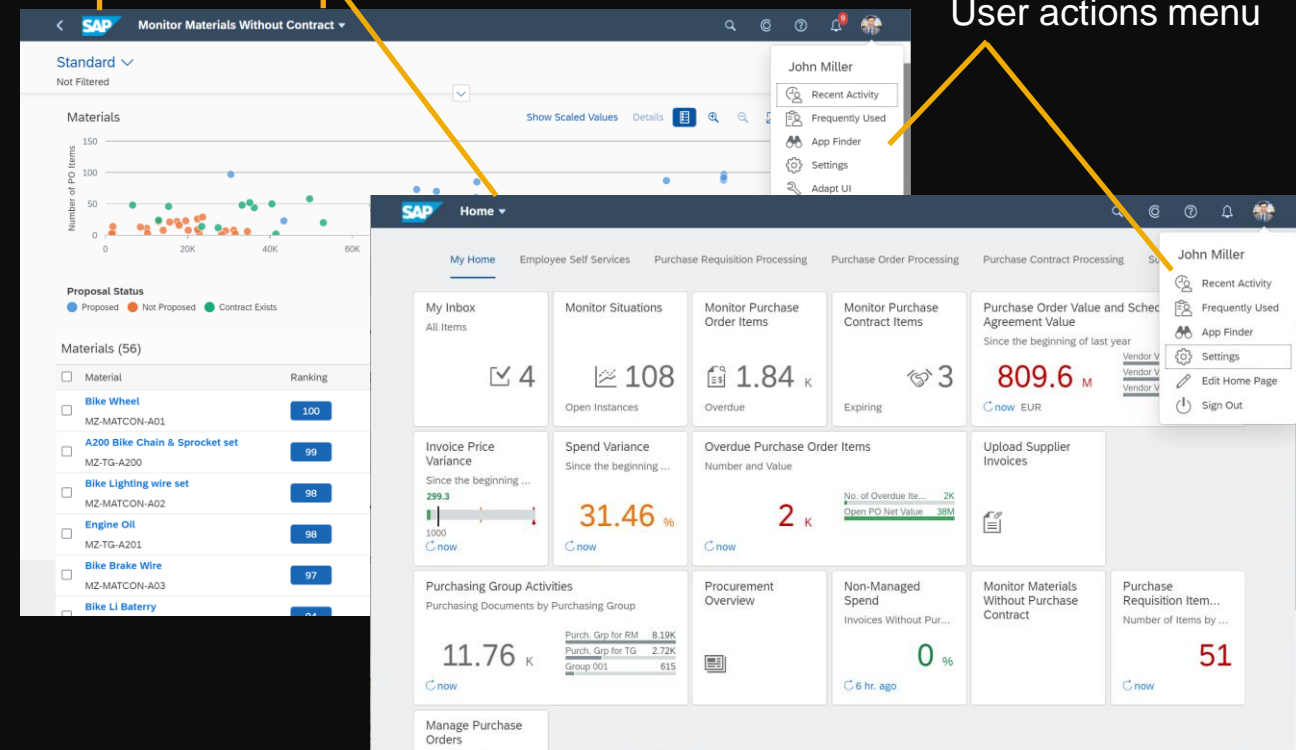 User actions menu
SAP Monitor Materials Without Contract
9
Standard
Not Filtered
Materials
Show Scaled Values Details
Number of PO Items
150
100
50
0
0 20K 40K 60K
Proposal Status
Proposed Not Proposed Contract Exists
Materials (56)
Material Ranking
Bike Wheel
MZ-MATCON-A01
100
A200 Bike Chain & Sprocket set
MZ-TG-A200
99
Bike Lighting wire set
MZ-MATCON-A02
98
Engine Oil
MZ-TG-A201
98
Bike Brake Wire
MZ-MATCON-A03
97
Bike Li Baterry
John Miller
Recent Activity
Frequently Used
App Finder
Settings
Adapt UI
SAP Home
My Home Employee Self Services Purchase Requisition Processing Purchase Order Processing Purchase Contract Processing
John Miller
Recent Activity
Frequently Used
App Finder
Settings
Edit Home Page
Sign Out
My Inbox
All Items
4
Monitor Situations
108
Open Instances
Monitor Purchase
Order Items
1.84 K
Overdue
Monitor Purchase
Contract Items
3
Expiring
Purchase Order Value and Sched
Agreement Value
Since the beginning of last year
809.6 M
Vendor V
Vendor V
Vendor V
now EUR
Invoice Price
Variance
Since the beginning ...
299.3
1000
now
Spend Variance
Since the beginning ...
31.46 %
now
Overdue Purchase Order Items
Number and Value
2 K
No. of Overdue Ite... 2K
Open PO Net Value 38M
now
Upload Supplier
Invoices
Purchasing Group Activities
Purchasing Documents by Purchasing Group
11.76 K
Purch. Grp for RM 8.19K
Purch. Grp for TG 2.72K
Group 001 615
now
Procurement
Overview
Non-Managed
Spend
Invoices Without Pur...
0 %
6 hr. ago
Monitor Materials
Without Purchase
Contract
Purchase
Requisition Item...
Number of Items by ...
51
now
Manage Purchase
Orders